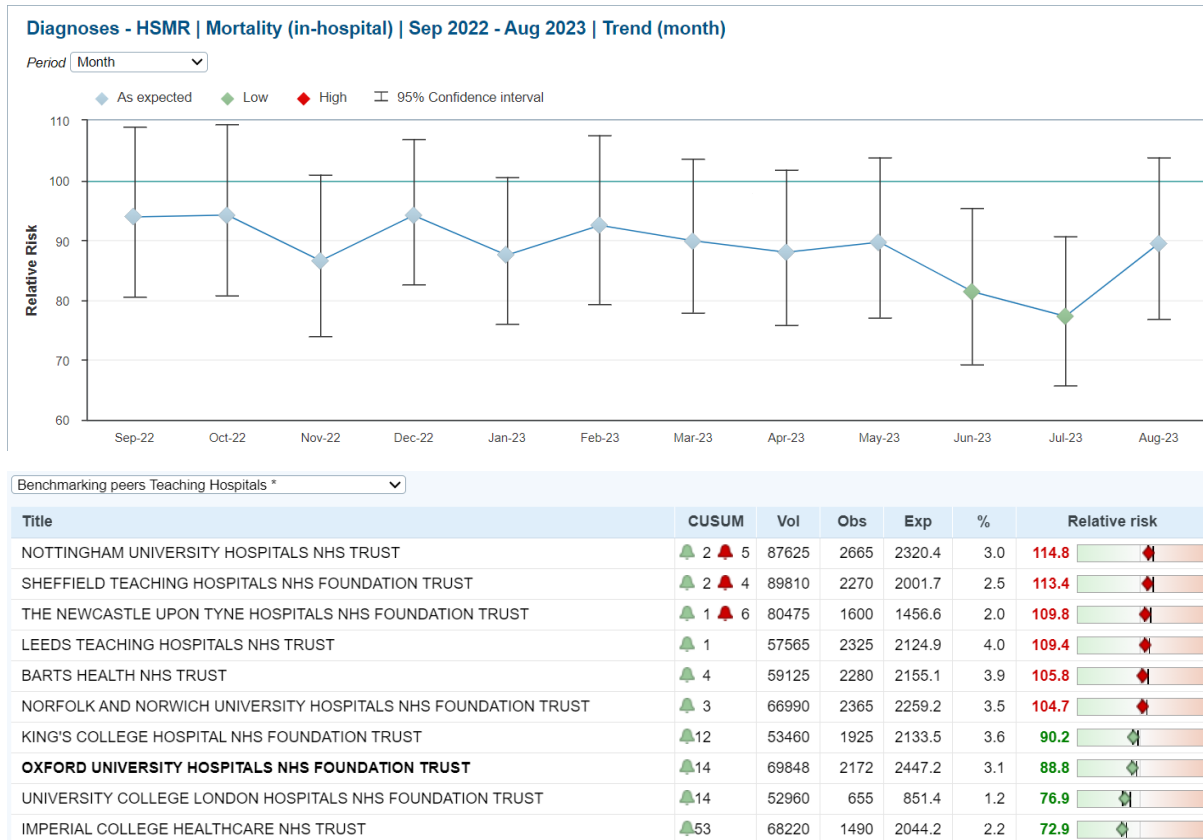 Diagnoses - HSMR | Mortality (in-hospital) | Sep 2022 - Aug 2023 | Trend (month)
Period Month
As expected Low High 95% Confidence interval
110
100
90
80
70
60
Relative Risk
Sep-22 Oct-22 Nov-22 Dec-22 Jan-23 Feb-23 Mar-23 Apr-23 May-23 Jun-23 Jul-23 Aug-23
Benchmarking peers Teaching Hospitals *
Title CUSUM Vol Obs Exp % Relative risk
NOTTINGHAM UNIVERSITY HOSPITALS NHS TRUST 2 5 87625 2665 2320.4 3.0 114.8
SHEFFIELD TEACHING HOSPITALS NHS FOUNDATION TRUST 2 4 89810 2270 2001.7 2.5 113.4
THE NEWCASTLE UPON TYNE HOSPITALS NHS FOUNDATION TRUST 1 6 80475 1600 1456.6 2.0 109.8
LEEDS TEACHING HOSPITALS NHS TRUST 1 57565 2325 2124.9 4.0 109.4
BARTS HEALTH NHS TRUST 4 59125 2280 2155.1 3.9 105.8
NORFOLK AND NORWICH UNIVERSITY HOSPITALS NHS FOUNDATION TRUST 3 66990 2365 2259.2 3.5 104.7
KING'S COLLEGE HOSPITAL NHS FOUNDATION TRUST 12 53460 1925 2133.5 3.6 90.2
OXFORD UNIVERSITY HOSPITALS NHS FOUNDATION TRUST 14 69848 2172 2447.2 3.1 88.8
UNIVERSITY COLLEGE LONDON HOSPITALS NHS FOUNDATION TRUST 14 52960 655 851.4 1.2 76.9
IMPERIAL COLLEGE HEALTHCARE NHS TRUST 53 68220 1490 2044.2 2.2 72.9